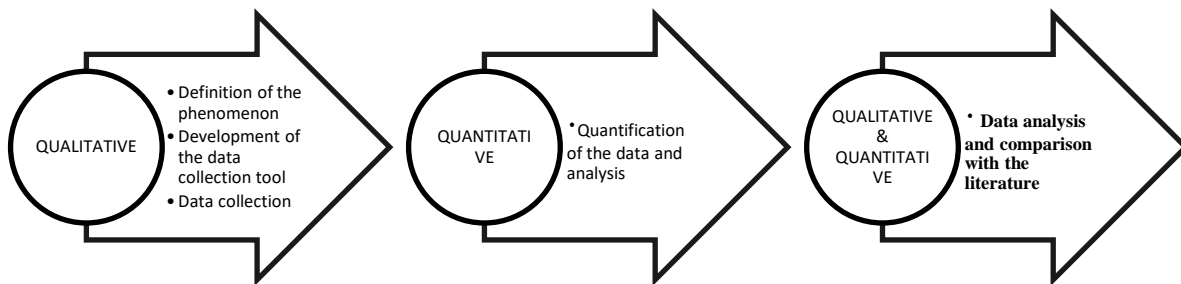 QUALITATIVE
• Definition of the
phenomenon
• Development of
the data
collection tool
• Data collection
QUANTITATI
VE
• Quantification
of the data and
analysis
QUALITATIVE
&
QUANTITATI
VE
• Data analysis
and comparison
with the
literature